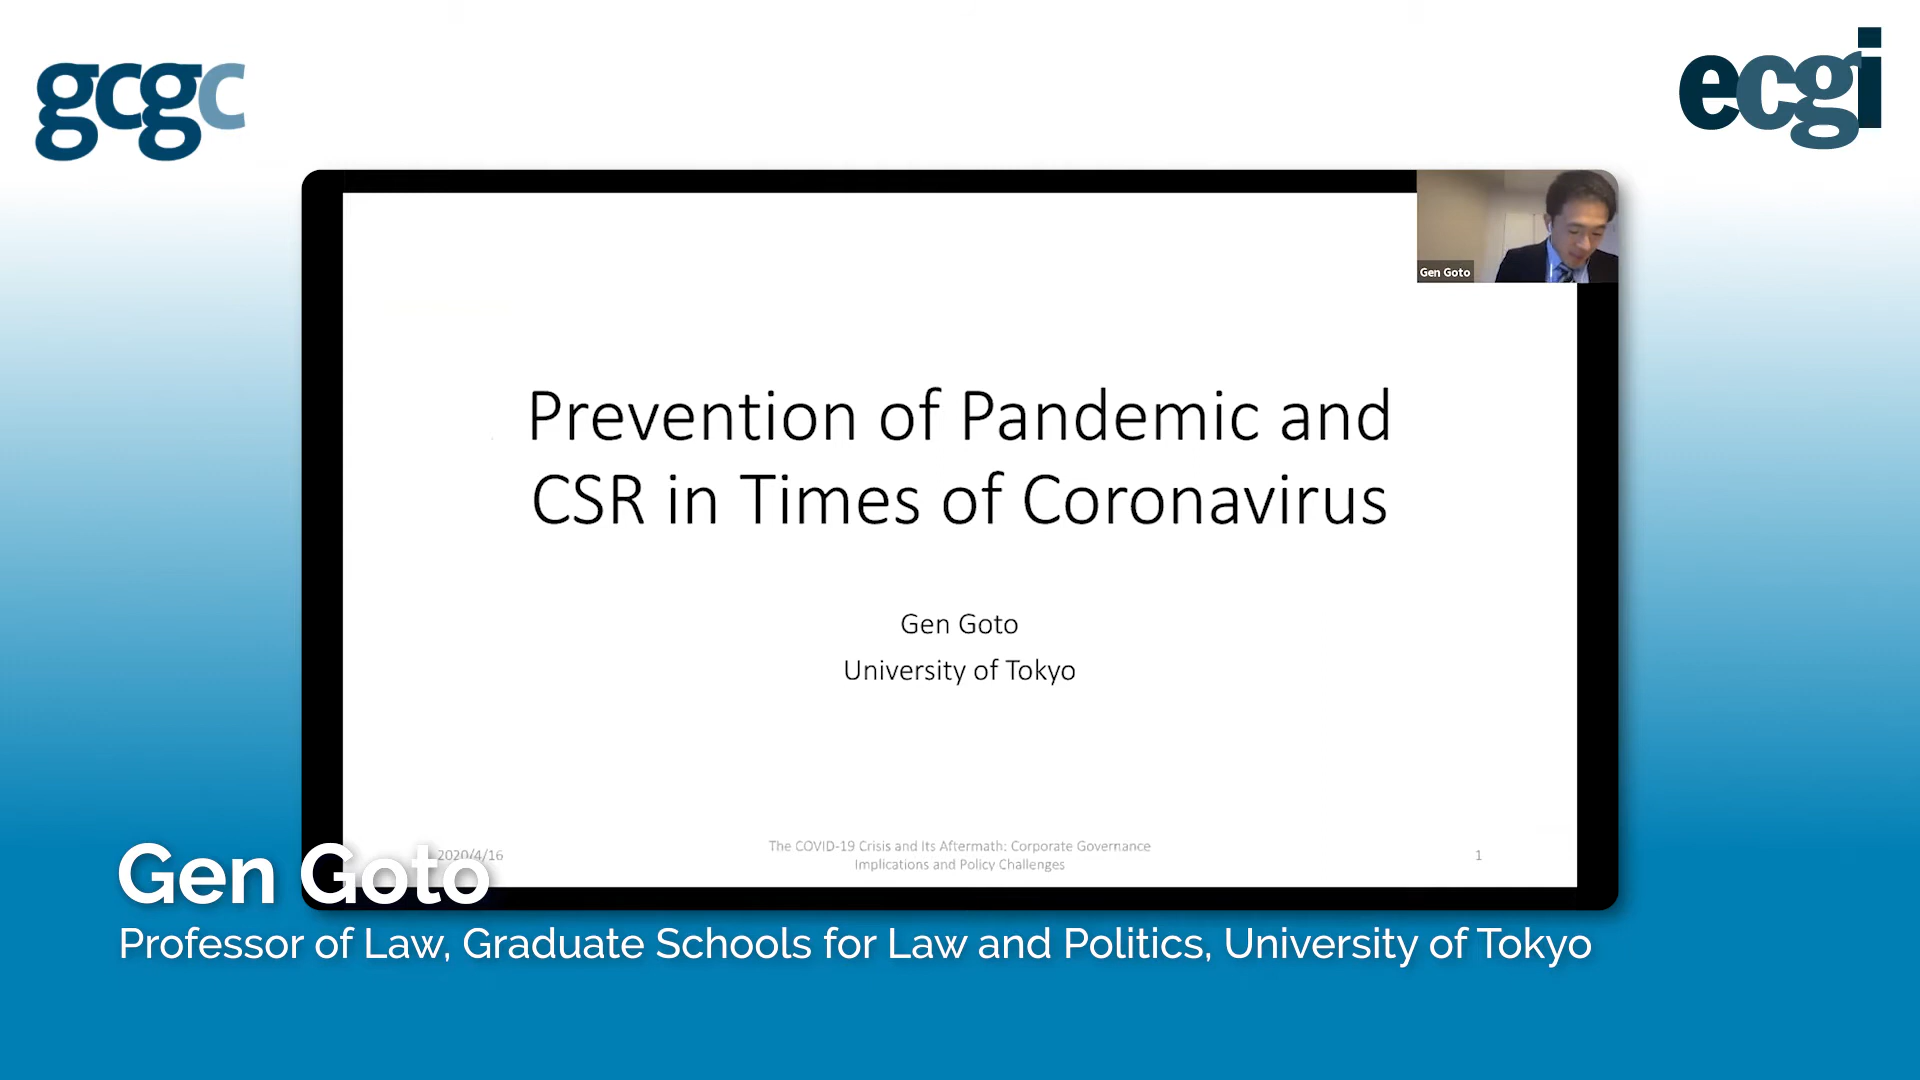 gcgc
ecgi
Gen Goto
Prevention of Pandemic and
CSR in Times of Coronavirus
Gen Goto
University of Tokyo
2020/4/16
The COVID-19 Crisis and Its Aftermath: Corporate Governance
Implications and Policy Challenges
1
Gen Goto
Professor of Law, Graduate Schools for Law and Politics, University of Tokyo